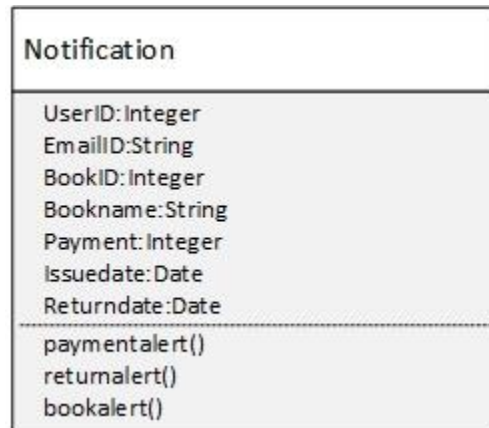 Notification
UserID:Integer
EmailID:String
BookID:Integer
Bookname:String
Payment:Integer
Issuedate:Date
Returndate:Date
paymentalert()
returnalert()
bookalert()